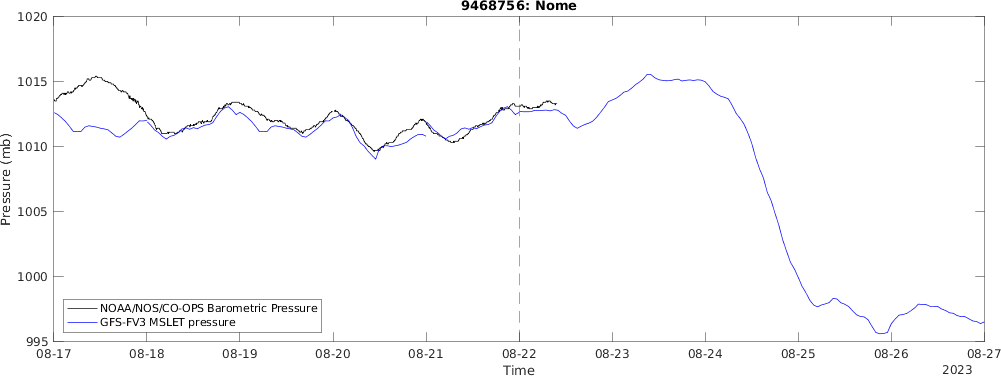 9468756: Nome
1020
1015
1010
1005
1000
995
Pressure (mb)
NOAA/NOS/CO-OPS Barometric Pressure
GFS-FV3 MSLET pressure
08-17 08-18 08-19 08-20 08-21 08-22 08-23 08-24 08-25 08-26 08-27
Time
2023